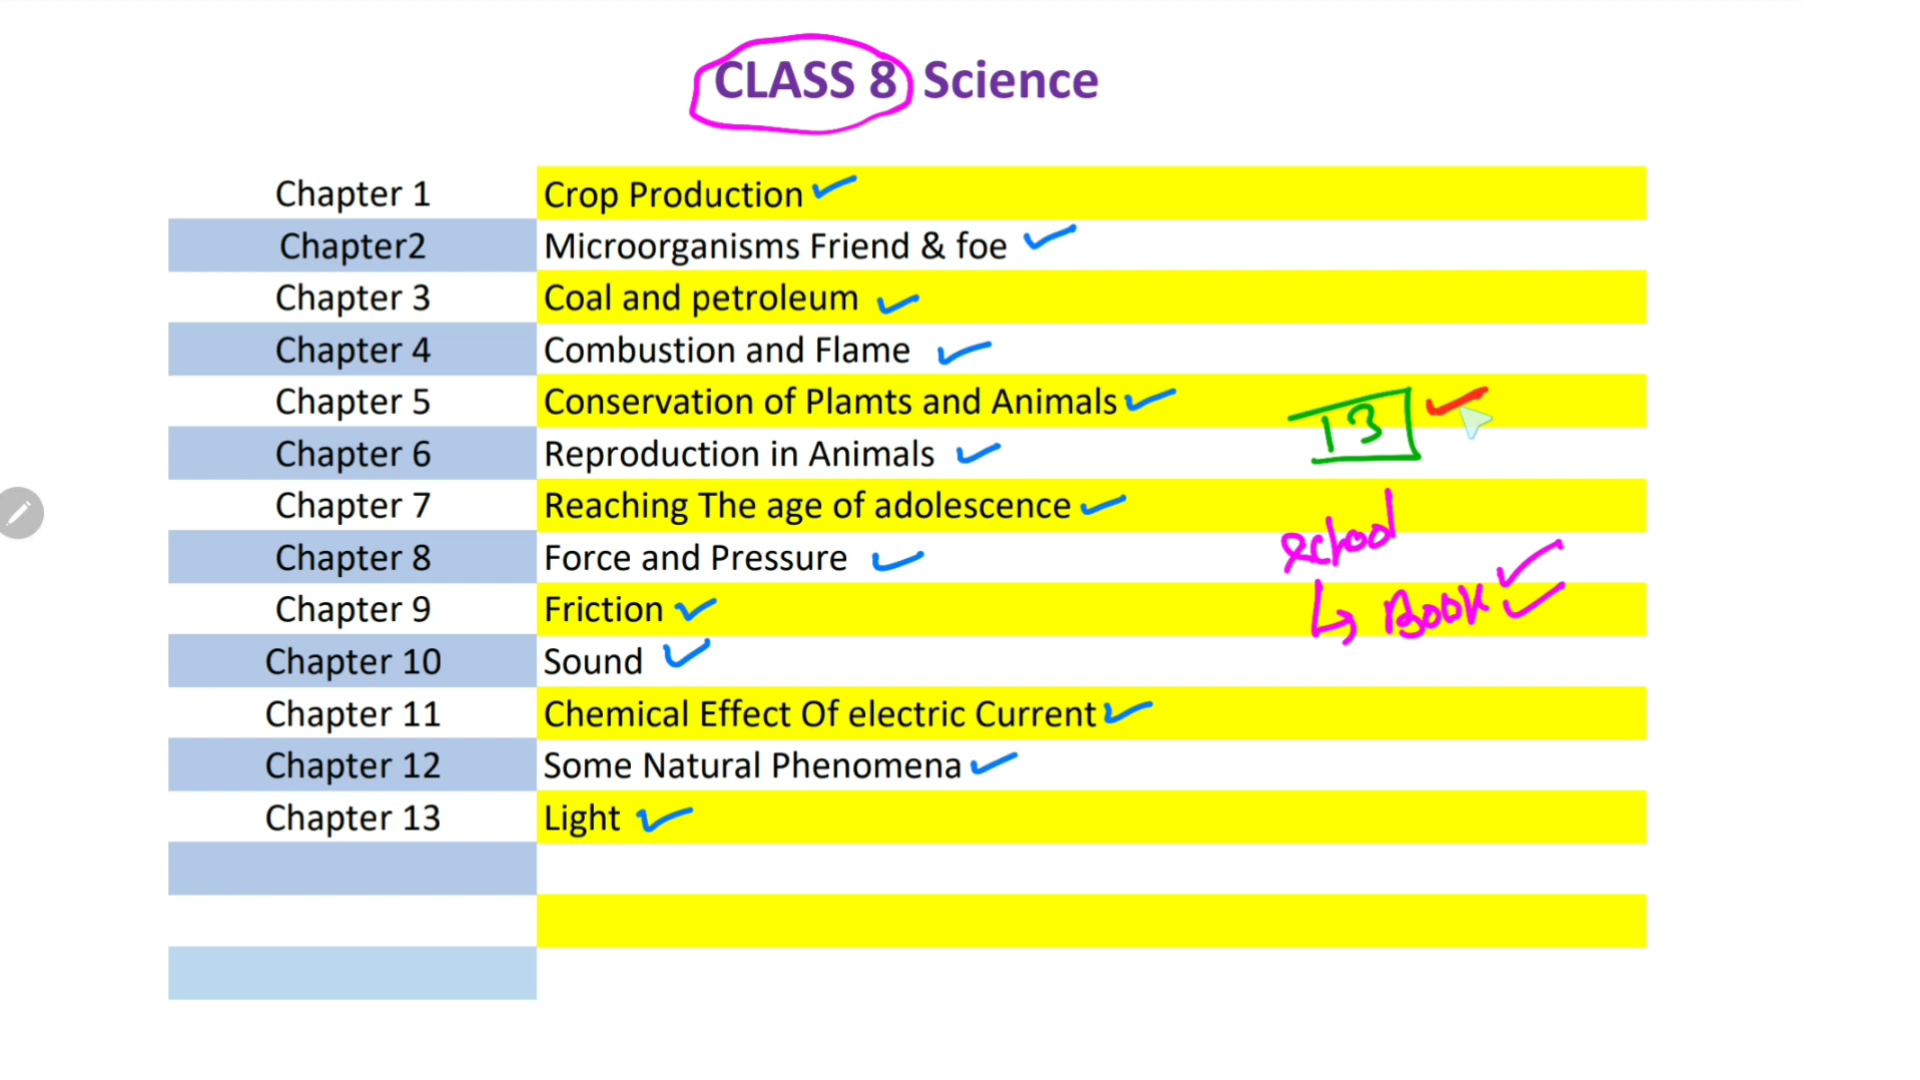 CLASS 8 Science
Chapter 1 Crop Production
Chapter2 Microorganisms Friend & foe
Chapter 3 Coal and petroleum
Chapter 4 Combustion and Flame
Chapter 5 Conservation of Plamts and Animals
13
Chapter 6 Reproduction in Animals
Chapter 7 Reaching The age of adolescence
school
Chapter 8 Force and Pressure
Chapter 9 Friction
Book
Chapter 10 Sound
Chapter 11 Chemical Effect Of electric Current
Chapter 12 Some Natural Phenomena
Chapter 13 Light